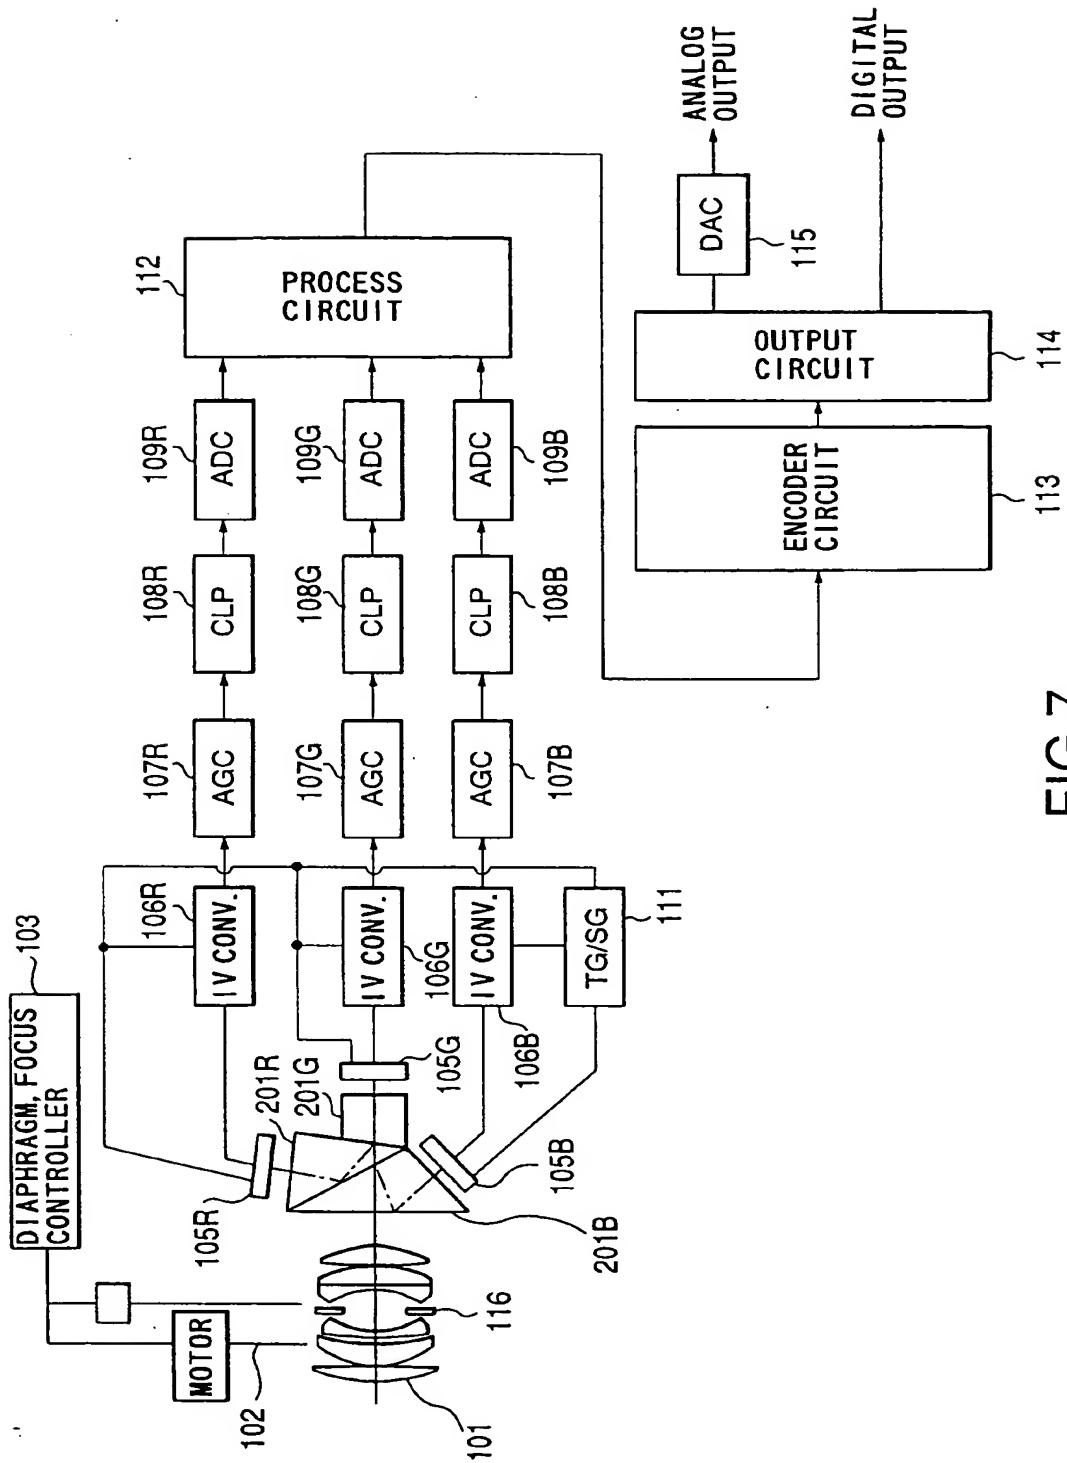 103
DIAPHRAGM, FOCUS
CONTROLLER
MOTOR
102
101
116
105R
201R
201G
105G
105B
201B
106R
IV CONV.
IV CONV.
106G
IV CONV.
106B
TG/SG
111
107R
AGC
107G
AGC
107B
AGC
108R
CLP
108G
CLP
108B
CLP
109R
ADC
109G
ADC
109B
ADC
112
PROCESS
CIRCUIT
ENCODER
CIRCUIT
113
OUTPUT
CIRCUIT
114
DAC
115
ANALOG
OUTPUT
DIGITAL
OUTPUT
FIG.7